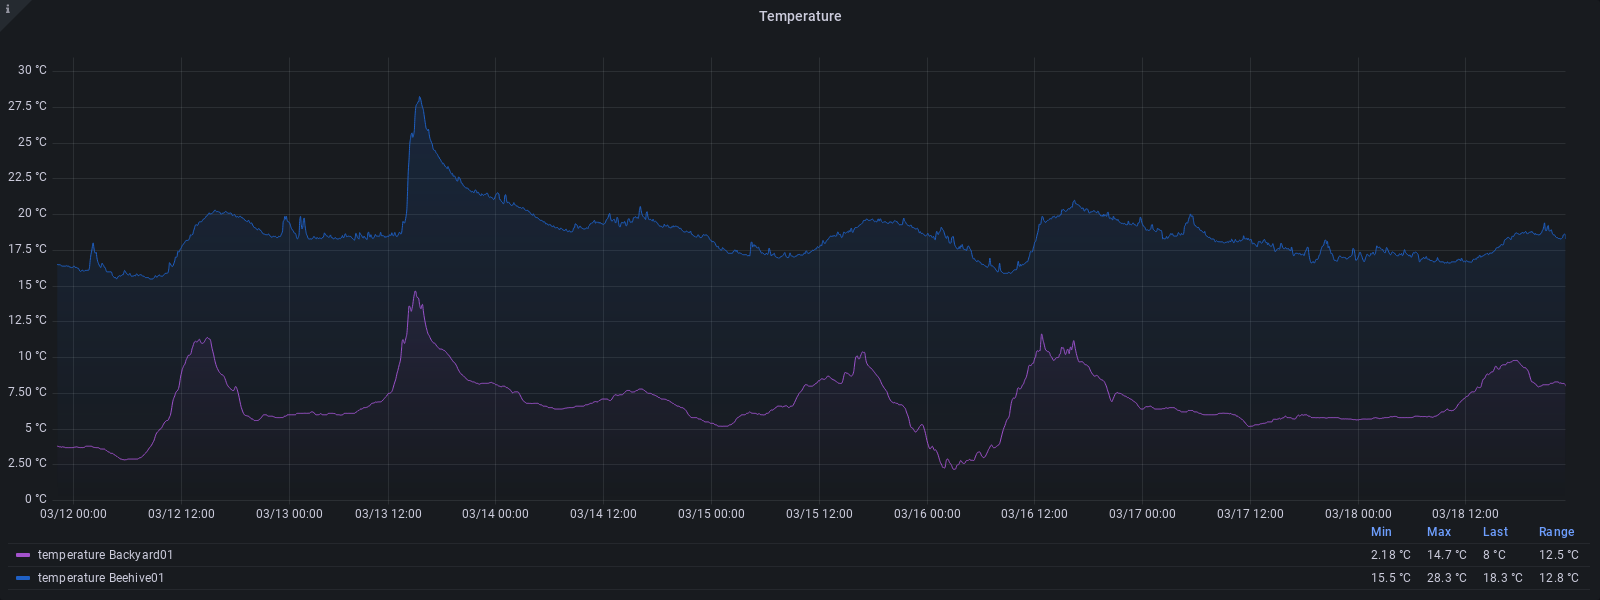 i
Temperature
30 °C
27.5 °C
25 °C
22.5 °C
20 °C
17.5 °C
15 °C
12.5 °C
10 °C
7.50 °C
5 °C
2.50 °C
0 °C
03/12 00:00 03/12 12:00 03/13 00:00 03/13 12:00 03/14 00:00 03/14 12:00 03/15 00:00 03/15 12:00 03/16 00:00 03/16 12:00 03/17 00:00 03/17 12:00 03/18 00:00 03/18 12:00
Min Max Last Range
temperature Backyard01 2.18 °C 14.7 °C 8 °C 12.5 °C
temperature Beehive01 15.5 °C 28.3 °C 18.3 °C 12.8 °C